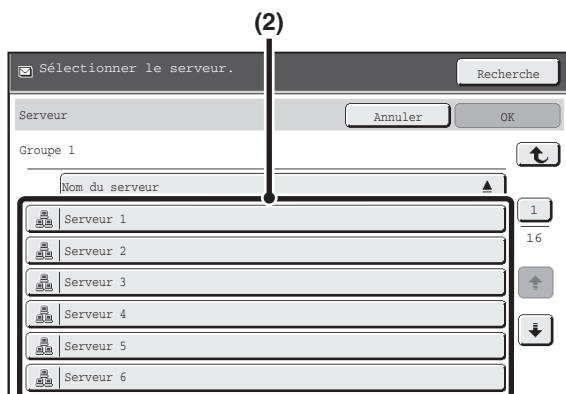 (2)
Sélectionner le serveur.
Recherche
Serveur
Annuler
OK
Groupe 1
Nom du serveur
1
16
Serveur 1
Serveur 2
Serveur 3
Serveur 4
Serveur 5
Serveur 6